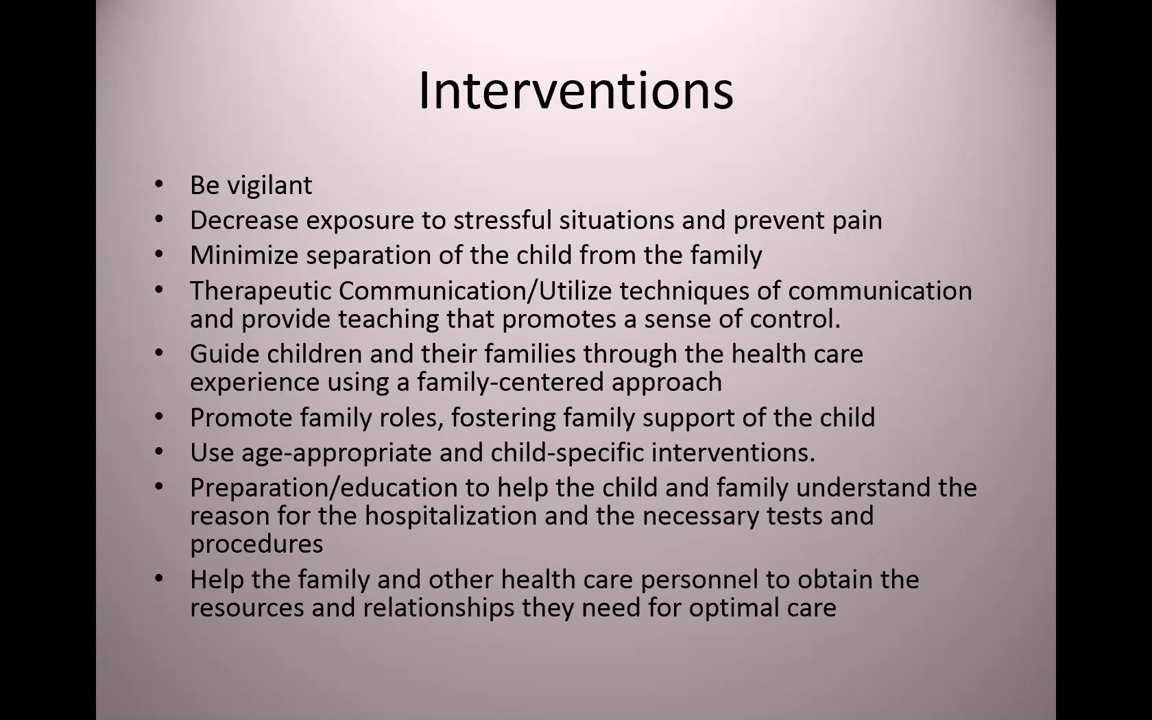 Interventions
• Be vigilant
• Decrease exposure to stressful situations and prevent pain
• Minimize separation of the child from the family
• Therapeutic Communication/Utilize techniques of communication
and provide teaching that promotes a sense of control.
• Guide children and their families through the health care
experience using a family-centered approach
• Promote family roles, fostering family support of the child
• Use age-appropriate and child-specific interventions.
• Preparation/education to help the child and family understand the
reason for the hospitalization and the necessary tests and
procedures
• Help the family and other health care personnel to obtain the
resources and relationships they need for optimal care